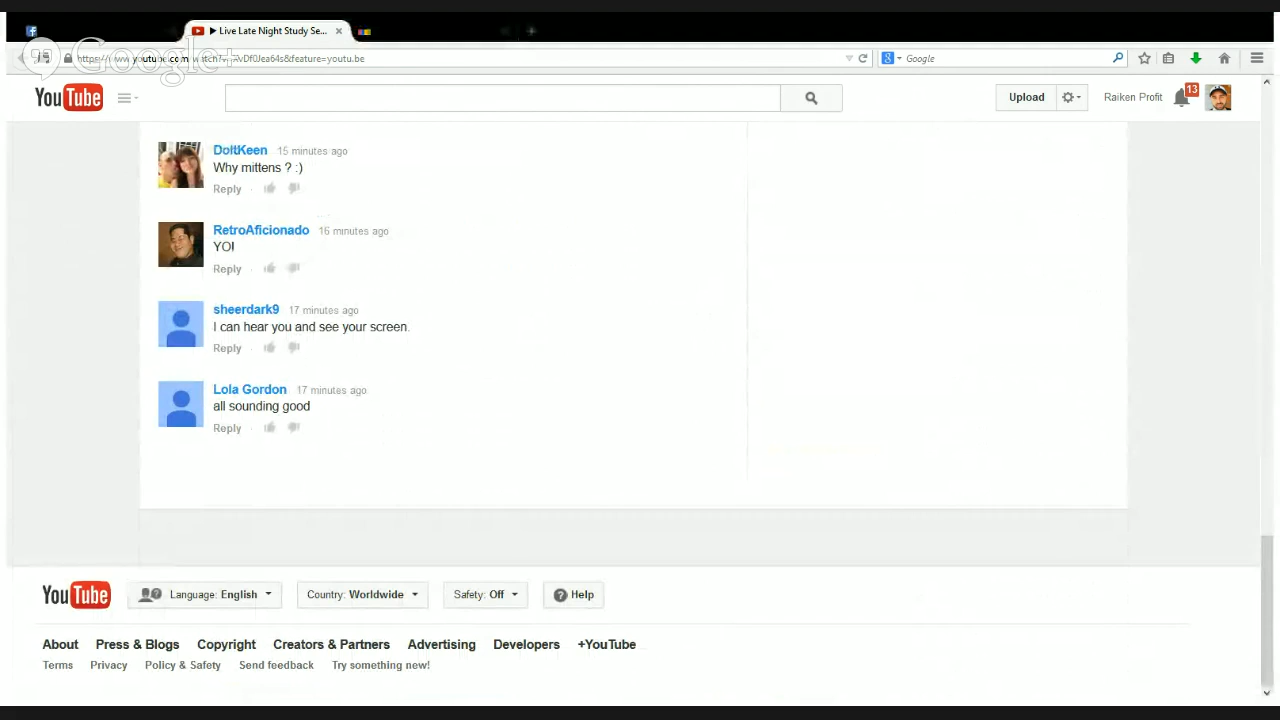 Live Late Night Study Se...
Google+
youtube.com
Google
YouTube
Upload
Raiken Profit
13
15 minutes ago
Why mittens ? :)
Reply
RetroAficionado 16 minutes ago
YO!
Reply
sheerdark9 17 minutes ago
I can hear you and see your screen.
Reply
Lola Gordon 17 minutes ago
all sounding good
Reply
YouTube Language: English Country: Worldwide Safety: Off Help
About Press & Blogs Copyright Creators & Partners Advertising Developers +YouTube
Terms Privacy Policy & Safety Send feedback Try something new!